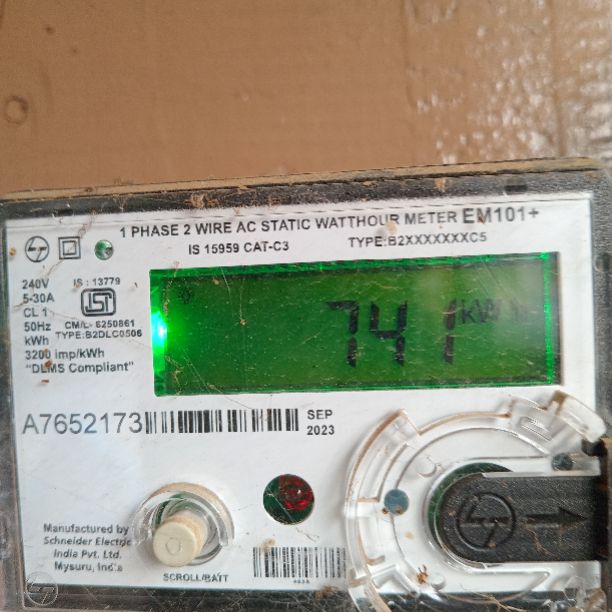 1 PHASE 2 WIRE AC STATIC WATTHOUR METER EM101+
IS 15959 CAT-C3 TYPE:B2XXXXXXXC5
240V IS : 13779
5-30A
CL 1
50Hz CM/L- 6250861
kWh TYPE:B2DLC0506
3200 imp/kWh
"DLMS Compliant"
741 kWh
A7652173
SEP
2023
Manufactured by
Schneider Electric
India Pvt. Ltd.
Mysuru, India
SCROLL/BATT